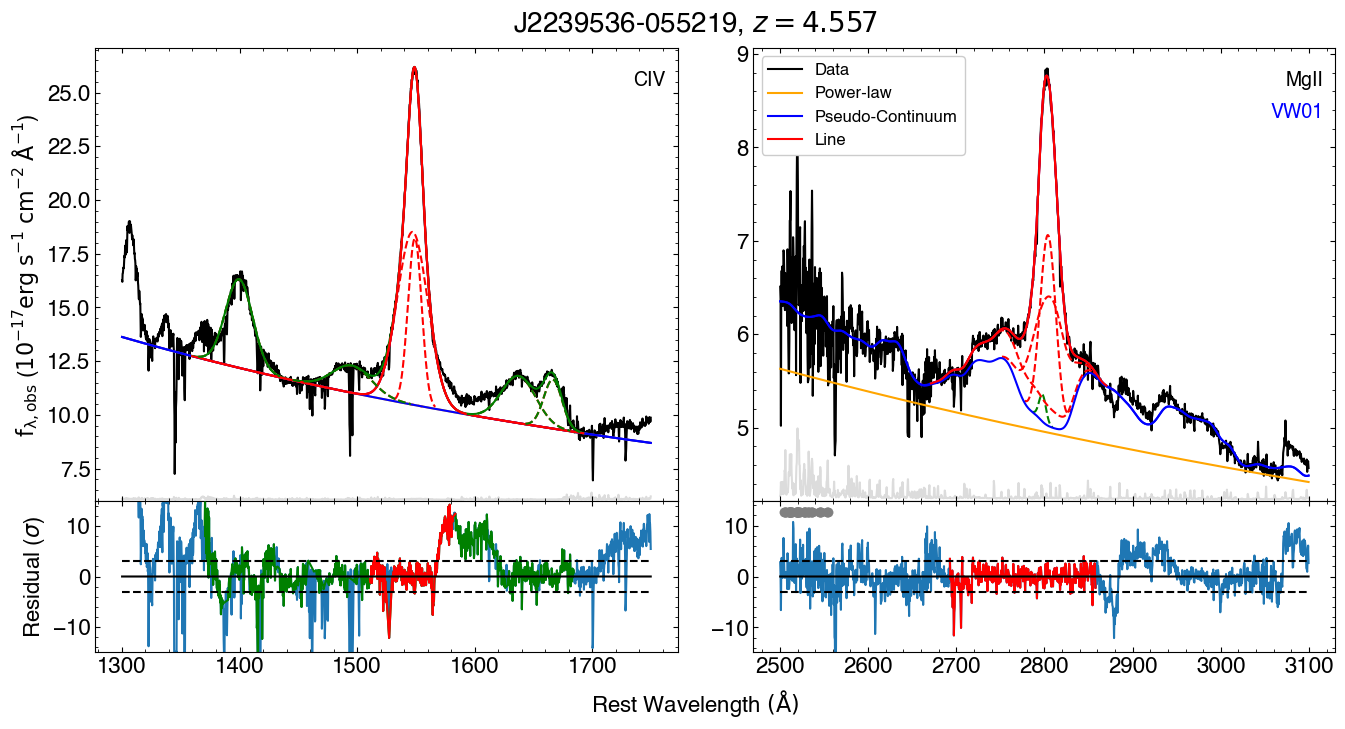 J2239536-055219, z = 4.557
CIV
MgII
VW01
Data
Power-law
Pseudo-Continuum
Line
f_{λ,obs} (10^{−17}erg s^{−1} cm^{−2} Å^{−1})
25.0
22.5
20.0
17.5
15.0
12.5
10.0
7.5
9
8
7
6
5
Residual (σ)
10
0
−10
10
0
−10
1300 1400 1500 1600 1700
2500 2600 2700 2800 2900 3000 3100
Rest Wavelength (Å)